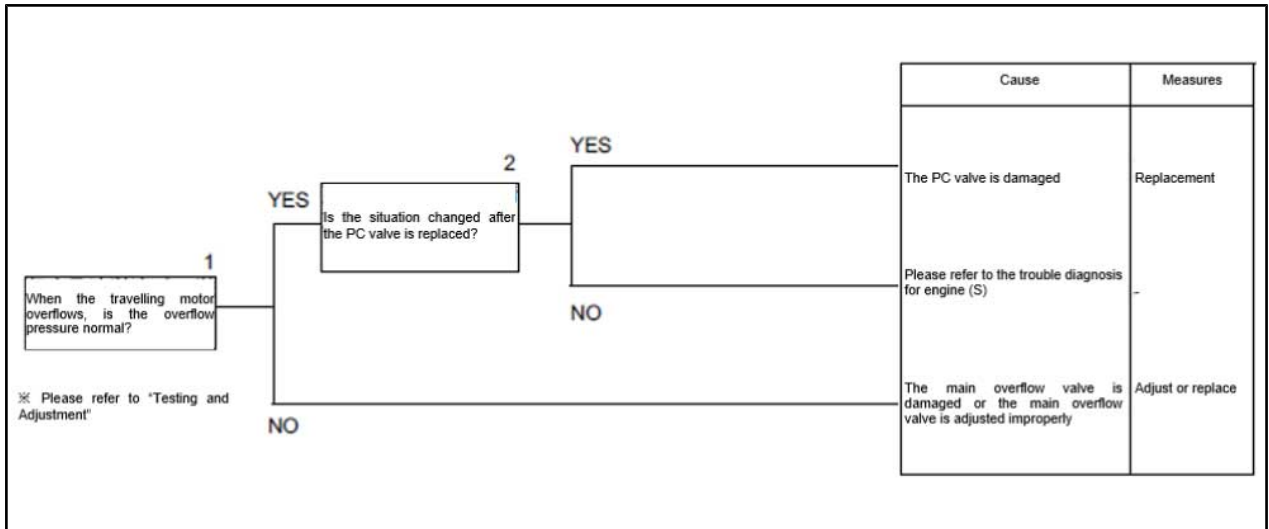 Cause
Measures
YES
2
The PC valve is damaged
Replacement
YES
Is the situation changed after
the PC valve is replaced?
1
Please refer to the trouble diagnosis
for engine (S)
-
When the travelling motor
overflows, is the overflow
pressure normal?
NO
The main overflow valve is
damaged or the main overflow
valve is adjusted improperly
Adjust or replace
※ Please refer to "Testing and
Adjustment"
NO